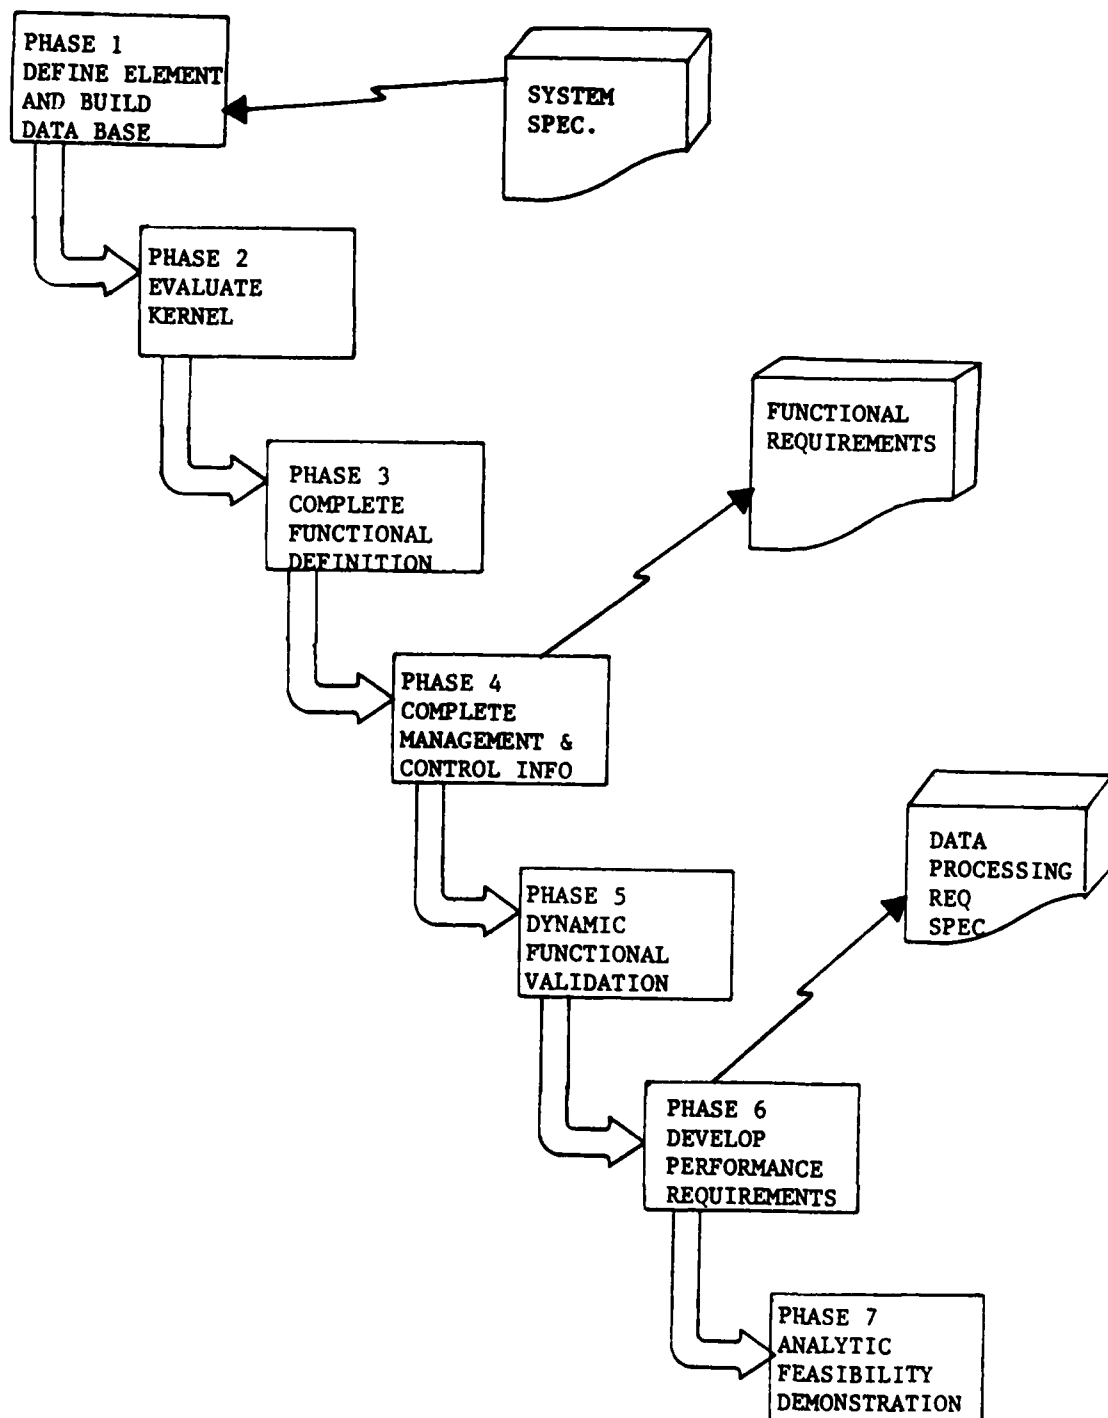 PHASE 1
DEFINE ELEMENT
AND BUILD
DATA BASE
SYSTEM
SPEC.
PHASE 2
EVALUATE
KERNEL
FUNCTIONAL
REQUIREMENTS
PHASE 3
COMPLETE
FUNCTIONAL
DEFINITION
PHASE 4
COMPLETE
MANAGEMENT &
CONTROL INFO
DATA
PROCESSING
REQ
SPEC
PHASE 5
DYNAMIC
FUNCTIONAL
VALIDATION
PHASE 6
DEVELOP
PERFORMANCE
REQUIREMENTS
PHASE 7
ANALYTIC
FEASIBILITY
DEMONSTRATION